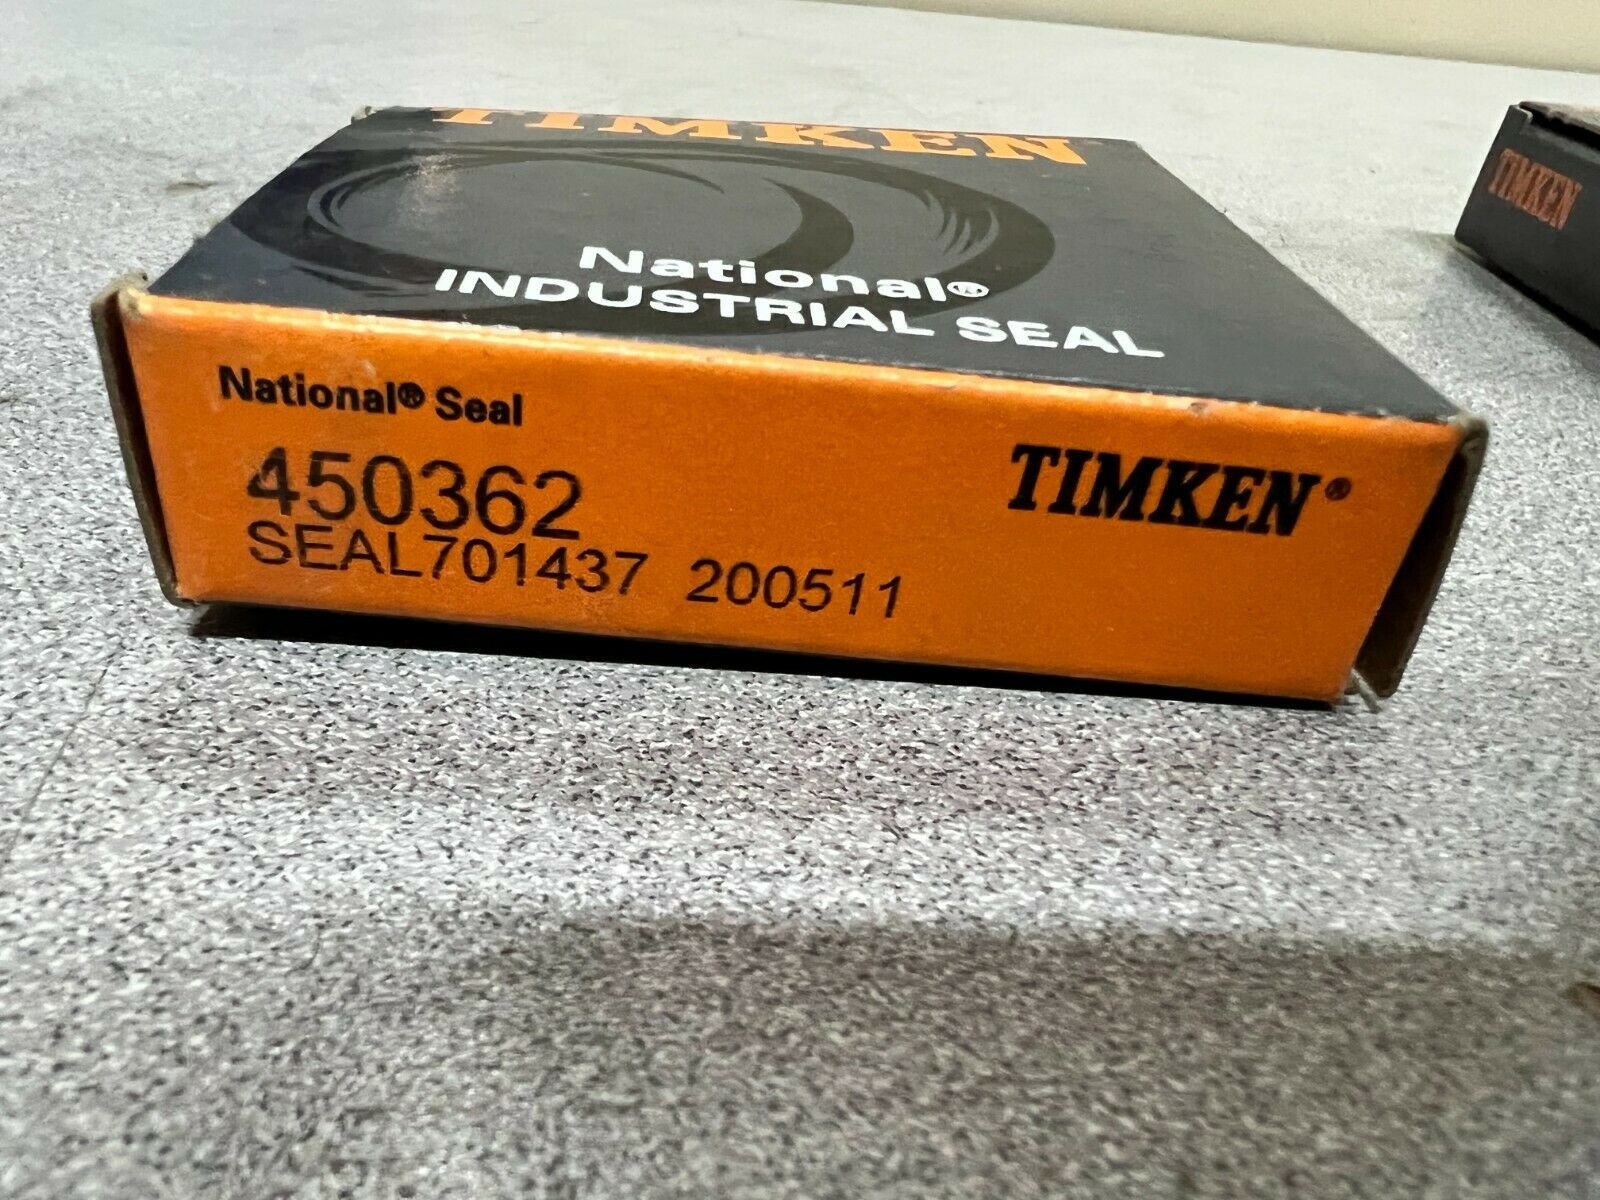 TIMKEN
National®
INDUSTRIAL SEAL
National® Seal
450362
SEAL701437 200511
TIMKEN®
TIMKEN